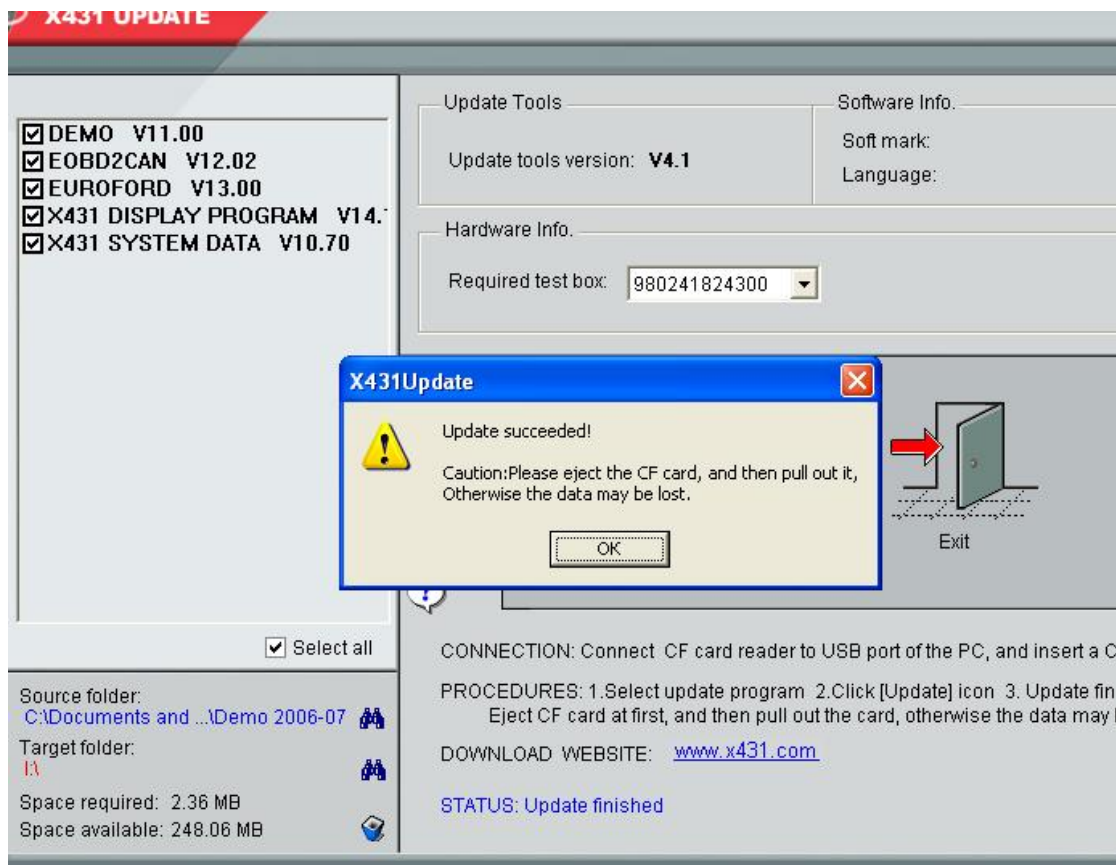 X431 UPDATE
DEMO V11.00
EOBD2CAN V12.02
EUROFORD V13.00
X431 DISPLAY PROGRAM V14.
X431 SYSTEM DATA V10.70
Select all
Source folder:
C:\Documents and ...\Demo 2006-07
Target folder:
I:\
Space required: 2.36 MB
Space available: 248.06 MB
Update Tools
Update tools version: V4.1
Software Info.
Soft mark:
Language:
Hardware Info.
Required test box: 980241824300
X431Update
Update succeeded!
Caution:Please eject the CF card, and then pull out it,
Otherwise the data may be lost.
OK
Exit
CONNECTION: Connect CF card reader to USB port of the PC, and insert a C
PROCEDURES: 1.Select update program 2.Click [Update] icon 3. Update fin
Eject CF card at first, and then pull out the card, otherwise the data may
DOWNLOAD WEBSITE: www.x431.com
STATUS: Update finished